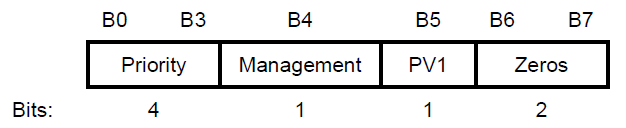 B0 B3 B4 B5 B6 B7
Priority Management PV1 Zeros
Bits: 4 1 1 2